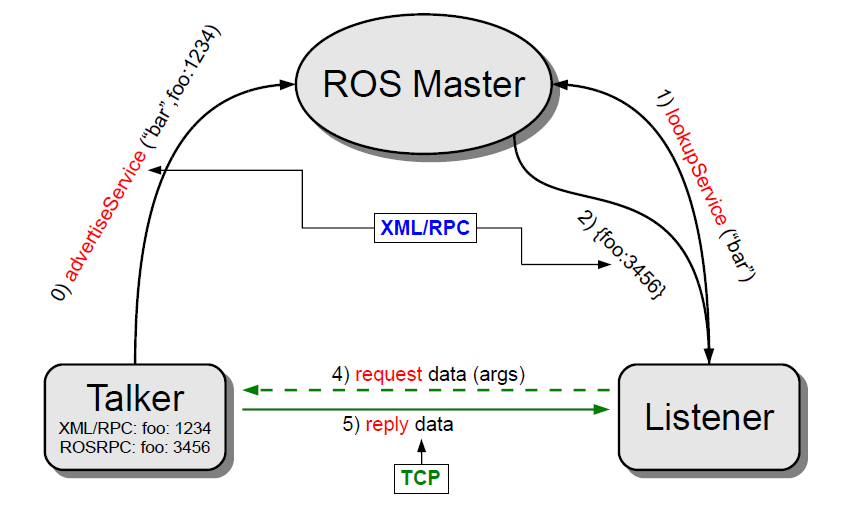 ROS Master
0) advertiseService (“bar”,foo:1234)
1) lookupService (“bar”)
XML/RPC
2) {foo:3456}
4) request data (args)
Talker
XML/RPC: foo: 1234
ROSRPC: foo: 3456
Listener
5) reply data
TCP